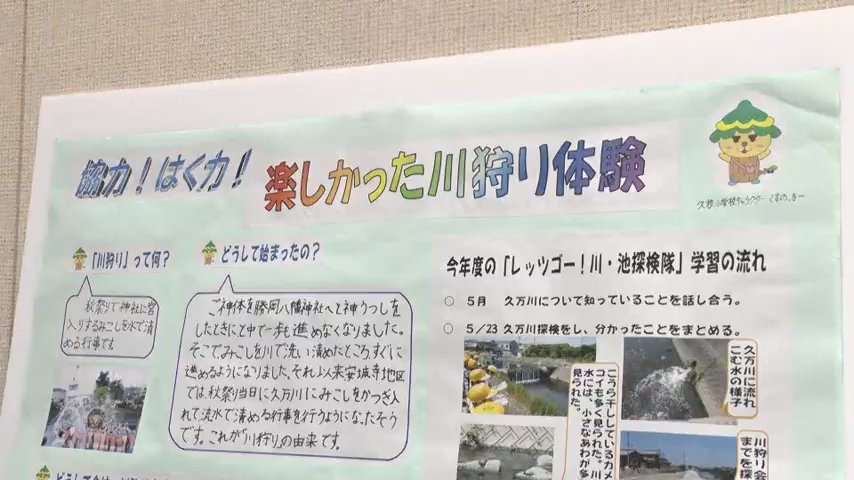 協力！はく力！
楽しかった川狩り体験
久枝小学校キャラクター くすのっきー
「川狩り」って何？
秋祭りで神社に宮
入りするみこしを水で清
める行事です
どうして始まったの？
ご神体を勝岡八幡神社へと神うつしを
したときに途中で一歩も進めなくなりました。
そこで、みこしを川で洗い清めたところ、すぐに
進めるようになりました。それ以来安城寺地区
では、秋祭り当日に久万川にみこしをかつぎ入
れて流水で清める行事を行うようになったそう
です。これが「川狩り」の由来です。
今年度の「レッツゴー！川・池探検隊」学習の流れ
○ 5月 久万川について知っていることを話し合う。
○ 5/23 久万川探検をし、分かったことをまとめる。
こうら干ししているカメ
コイも多く見られた。川
水には、小さなあわが多
見られた。
久万川に流れ
こむ水の様子
川狩り会
までを探